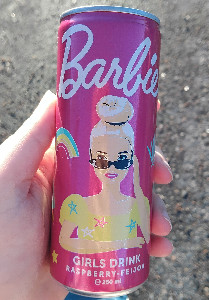 Barbie
GIRLS DRINK
RASPBERRY-FEIJOA
℮ 250 ml